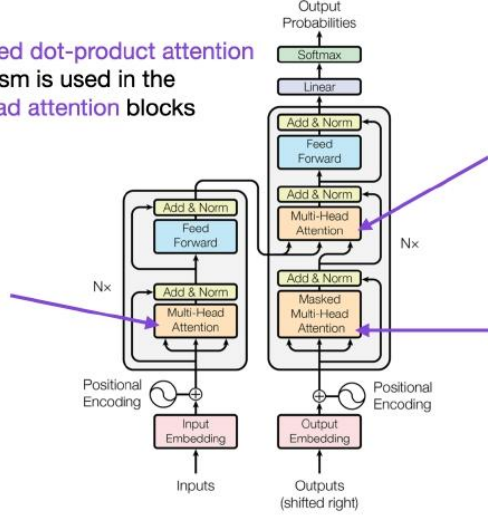 ed dot-product attention
sm is used in the
ad attention blocks
Output
Probabilities
Softmax
Linear
Add & Norm
Feed
Forward
Add & Norm
Multi-Head
Attention
Nx
Add & Norm
Masked
Multi-Head
Attention
Add & Norm
Feed
Forward
Nx
Add & Norm
Multi-Head
Attention
Positional
Encoding
Positional
Encoding
Input
Embedding
Output
Embedding
Inputs
Outputs
(shifted right)